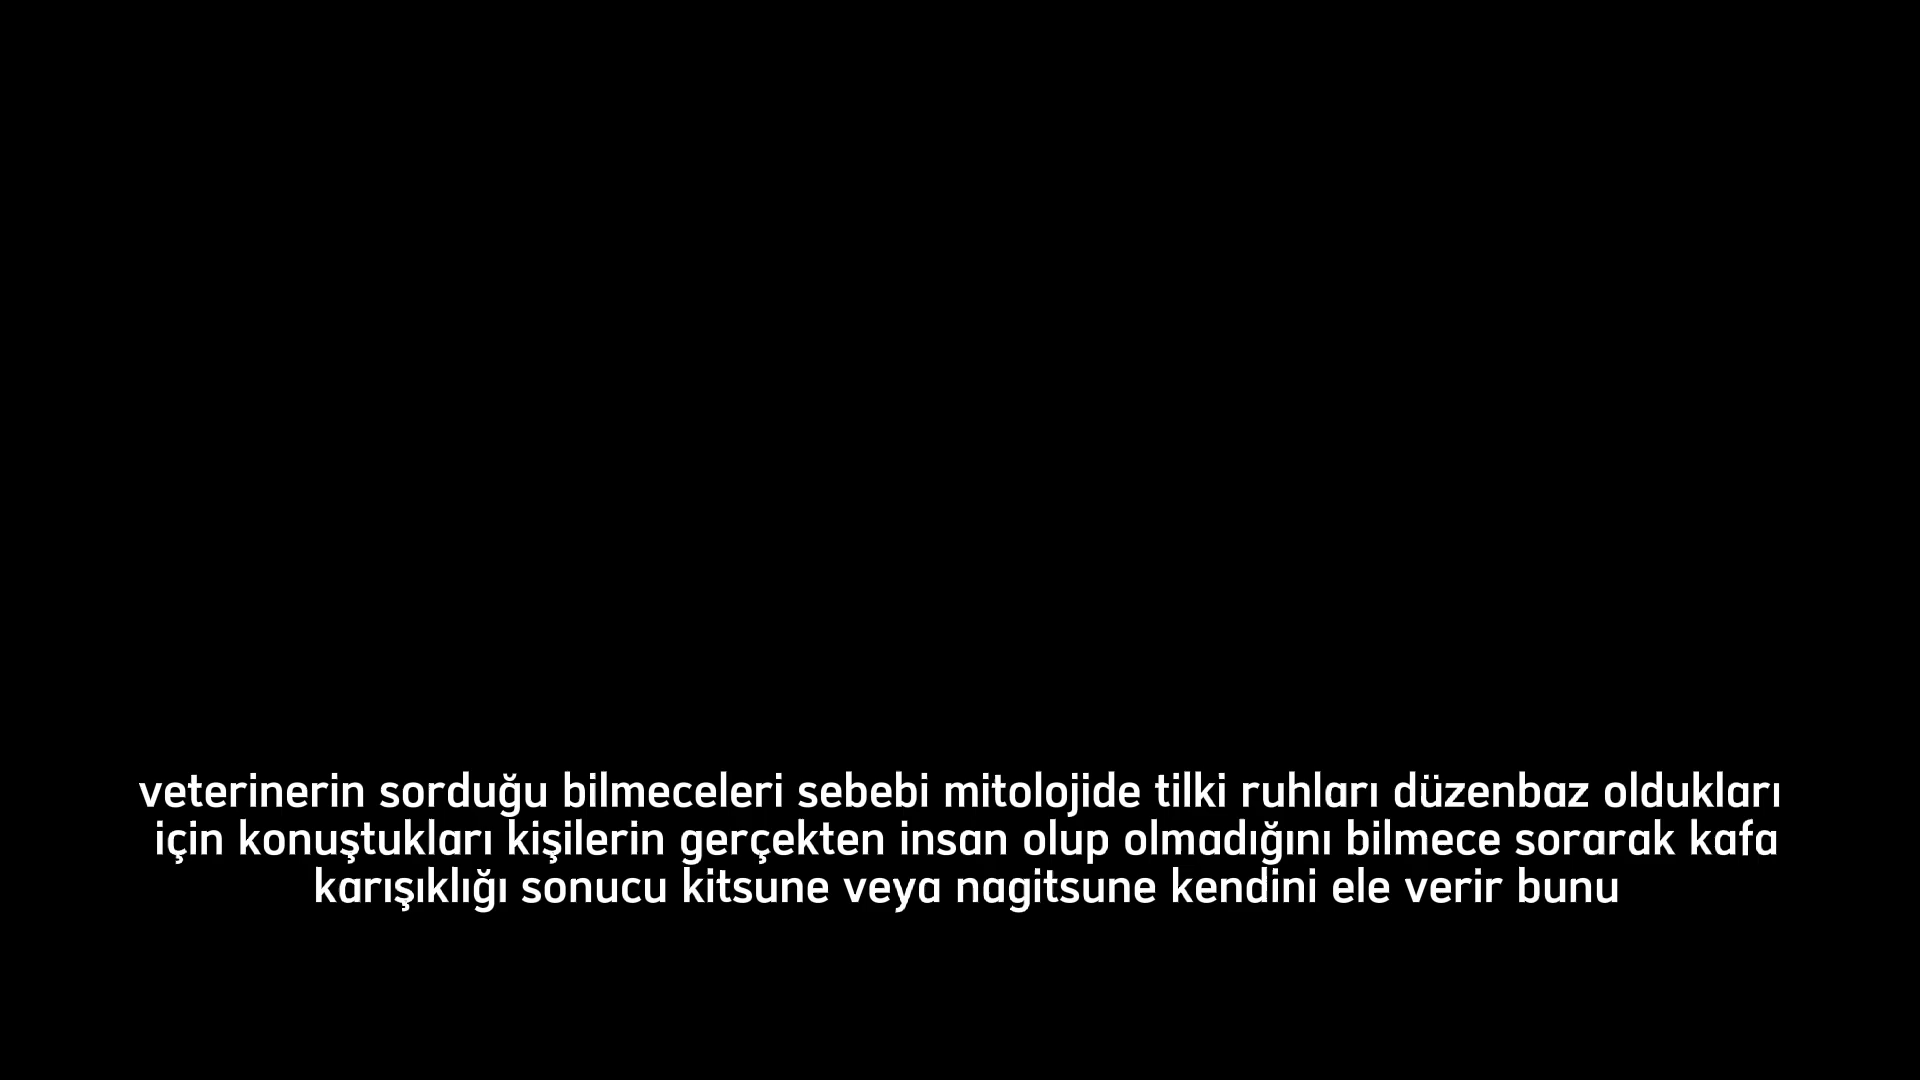 veterinerin sorduğu bilmeceleri sebebi mitolojide tilki ruhları düzenbaz oldukları
için konuştukları kişilerin gerçekten insan olup olmadığını bilmece sorarak kafa
karışıklığı sonucu kitsune veya nagitsune kendini ele verir bunu